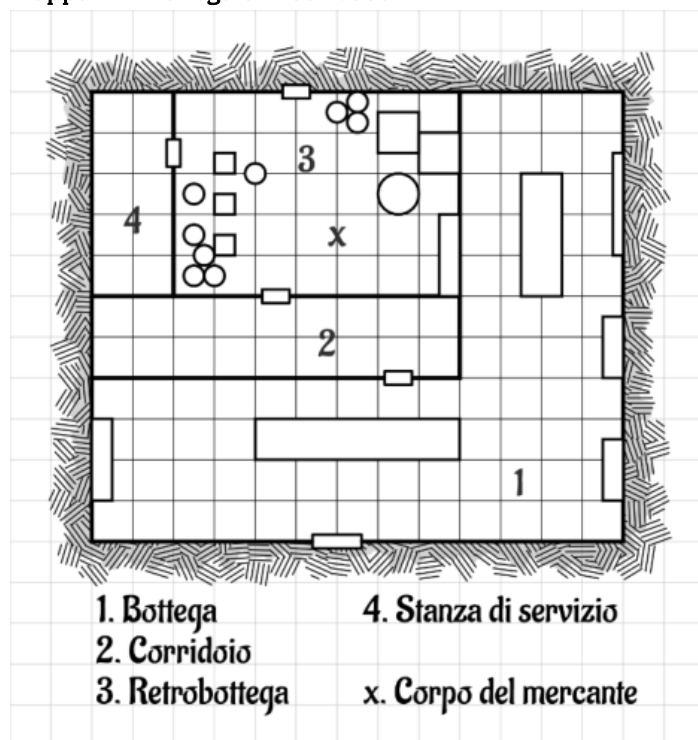 3
4
x
2
1
1. Bottega
4. Stanza di servizio
2. Corridoio
3. Retrobottega
x. Corpo del mercante